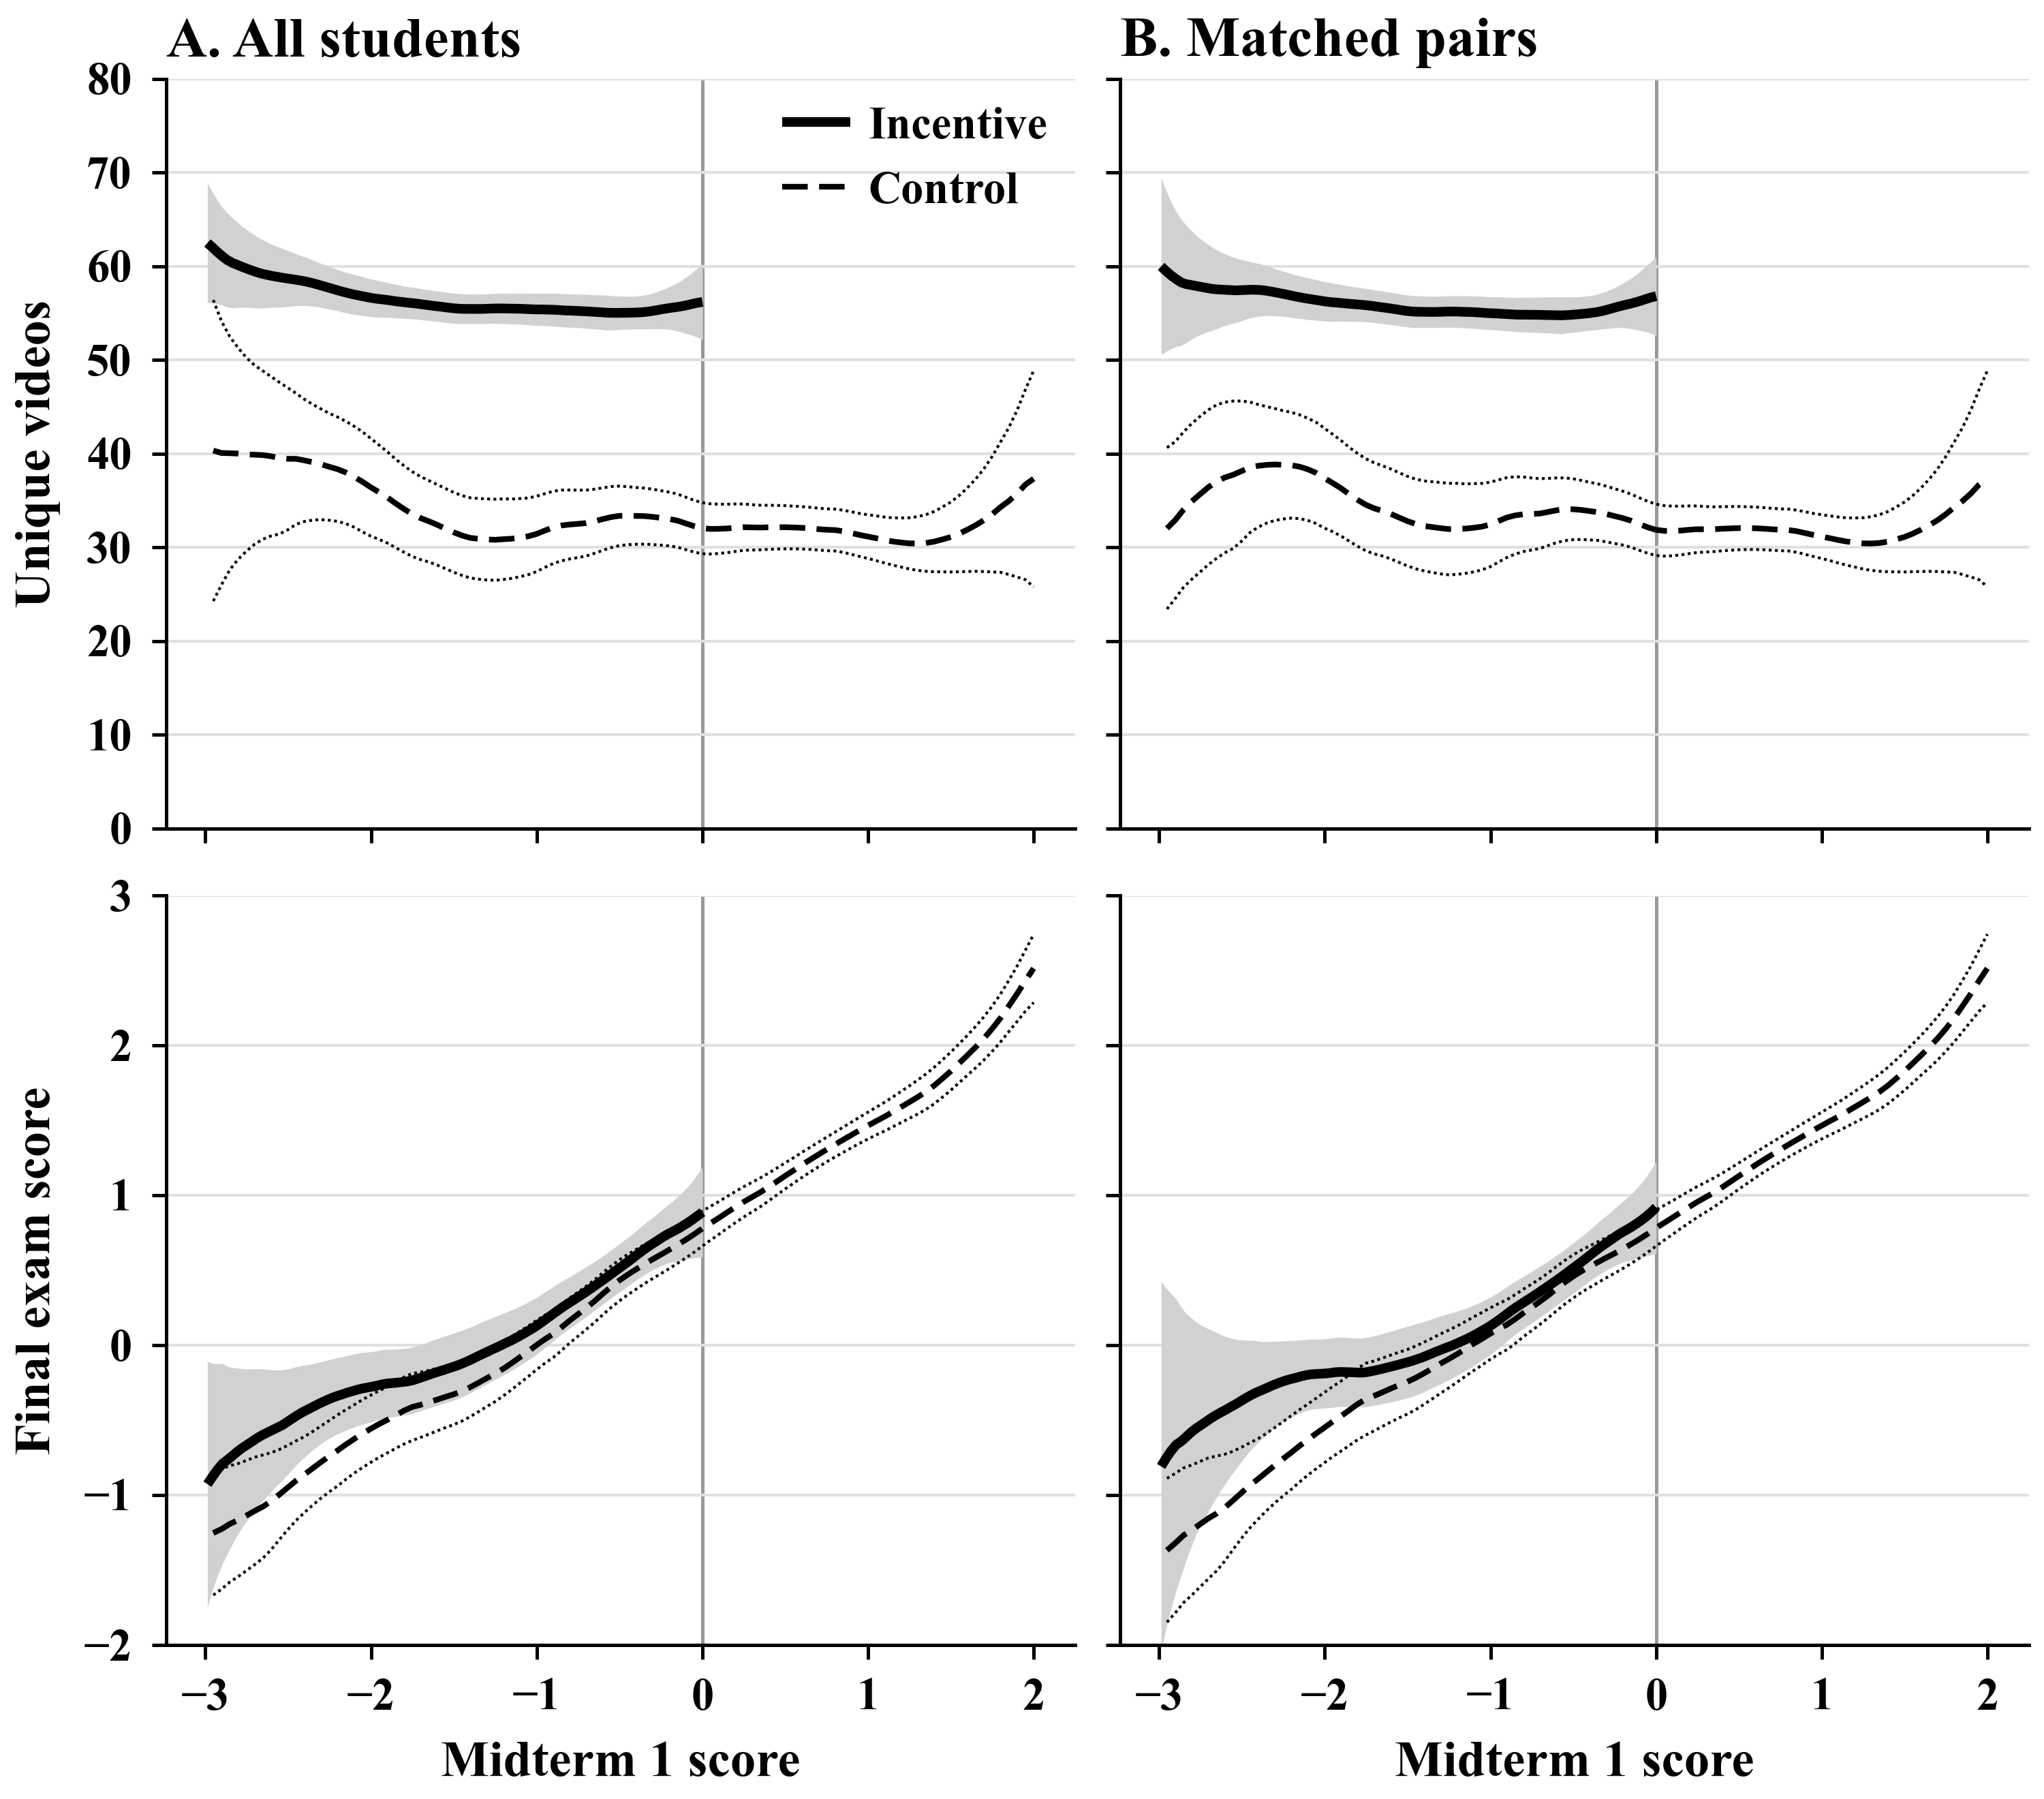 A. All students
B. Matched pairs
Unique videos
80
70
60
50
40
30
20
10
0
Incentive
Control
Final exam score
3
2
1
0
−1
−2
−3 −2 −1 0 1 2
−3 −2 −1 0 1 2
Midterm 1 score
Midterm 1 score